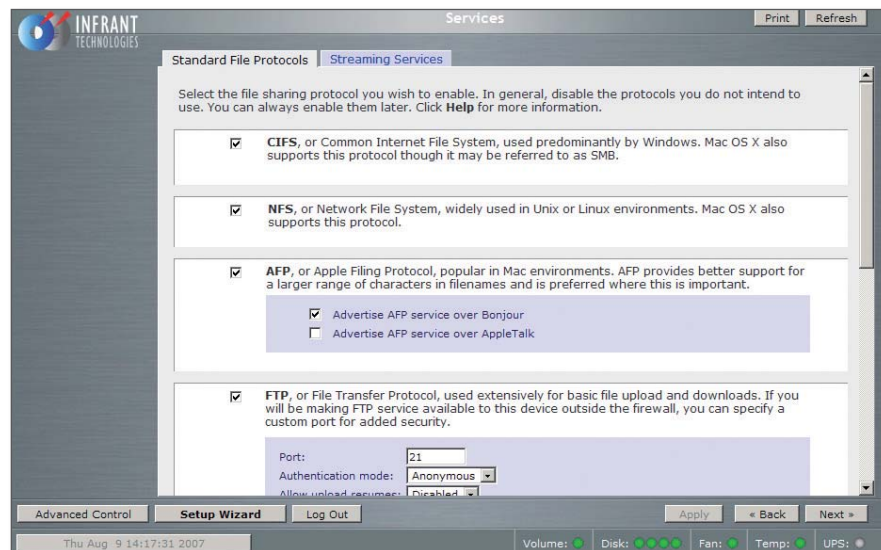 INFRANT
TECHNOLOGIES
Services
Print
Refresh
Standard File Protocols
Streaming Services
Select the file sharing protocol you wish to enable. In general, disable the protocols you do not intend to
use. You can always enable them later. Click Help for more information.
CIFS, or Common Internet File System, used predominantly by Windows. Mac OS X also
supports this protocol though it may be referred to as SMB.
NFS, or Network File System, widely used in Unix or Linux environments. Mac OS X also
supports this protocol.
AFP, or Apple Filing Protocol, popular in Mac environments. AFP provides better support for
a larger range of characters in filenames and is preferred where this is important.
Advertise AFP service over Bonjour
Advertise AFP service over AppleTalk
FTP, or File Transfer Protocol, used extensively for basic file upload and downloads. If you
will be making FTP service available to this device outside the firewall, you can specify a
custom port for added security.
Port: 21
Authentication mode: Anonymous
Allow upload resumes: Disabled
Advanced Control
Setup Wizard
Log Out
Apply
« Back
Next »
Thu Aug 9 14:17:31 2007
Volume:
Disk:
Fan:
Temp:
UPS: